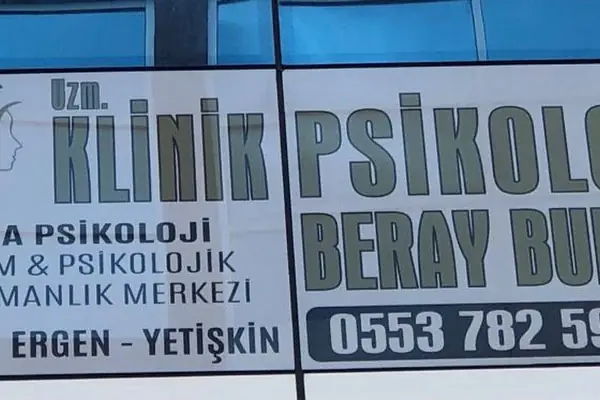 Uzm.
KLİNİK PSİKOLO
A PSİKOLOJİ
M & PSİKOLOJİK
MANLIK MERKEZİ
ERGEN - YETİŞKİN
BERAY BU
0553 782 59